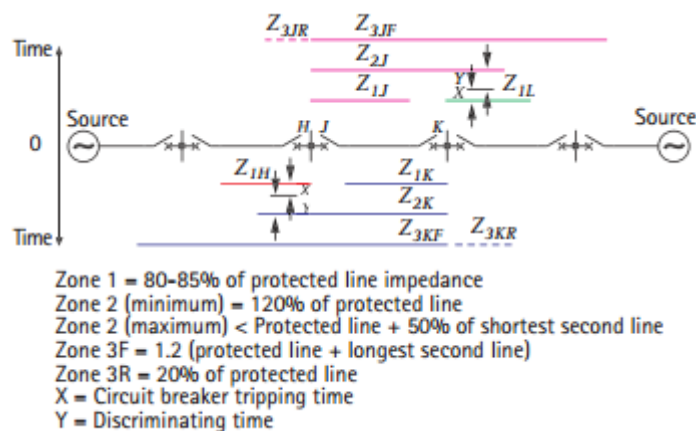 Z3JR Z3JF
Time
Z2J
Y
Z1J X Z1L
Source H J K Source
0
Z1H Z1K
X
Z2K
Y
Time Z3KF Z3KR
Zone 1 = 80-85% of protected line impedance
Zone 2 (minimum) = 120% of protected line
Zone 2 (maximum) < Protected line + 50% of shortest second line
Zone 3F = 1.2 (protected line + longest second line)
Zone 3R = 20% of protected line
X = Circuit breaker tripping time
Y = Discriminating time